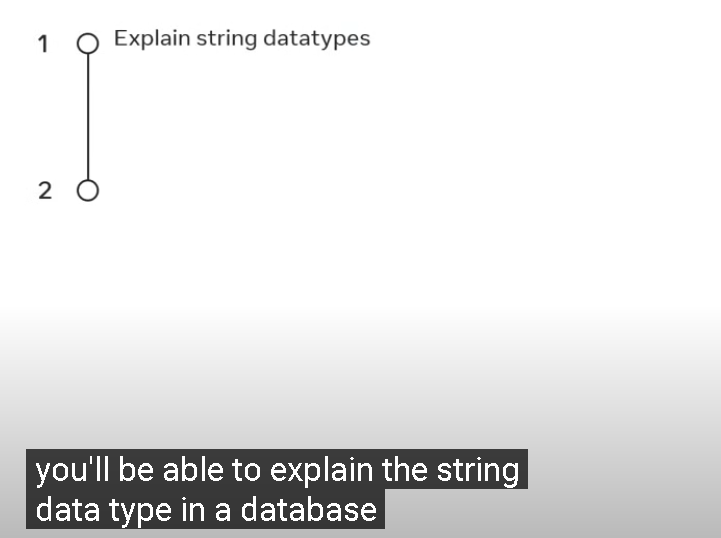 1 Explain string datatypes
2
you'll be able to explain the string
data type in a database